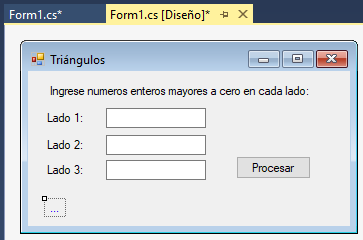 Form1.cs*
Form1.cs [Diseño]*
Triángulos
Ingrese numeros enteros mayores a cero en cada lado:
Lado 1:
Lado 2:
Lado 3:
Procesar
...